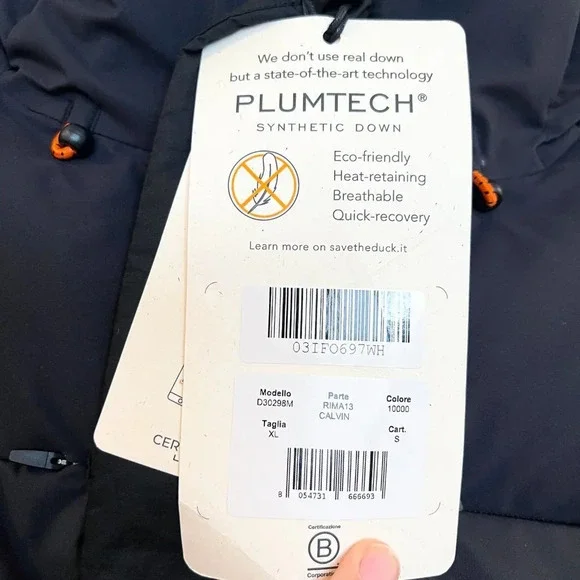 We don't use real down
but a state-of-the-art technology
PLUMTECH®
SYNTHETIC DOWN
Eco-friendly
Heat-retaining
Breathable
Quick-recovery
Learn more on savetheduck.it
03IFO697WH
Modello Parte Colore
D30298M RIMA13 10000
CALVIN
Taglia Cart.
XL S
8 054731 666693
Certificazione
B
Corporation
CER
L